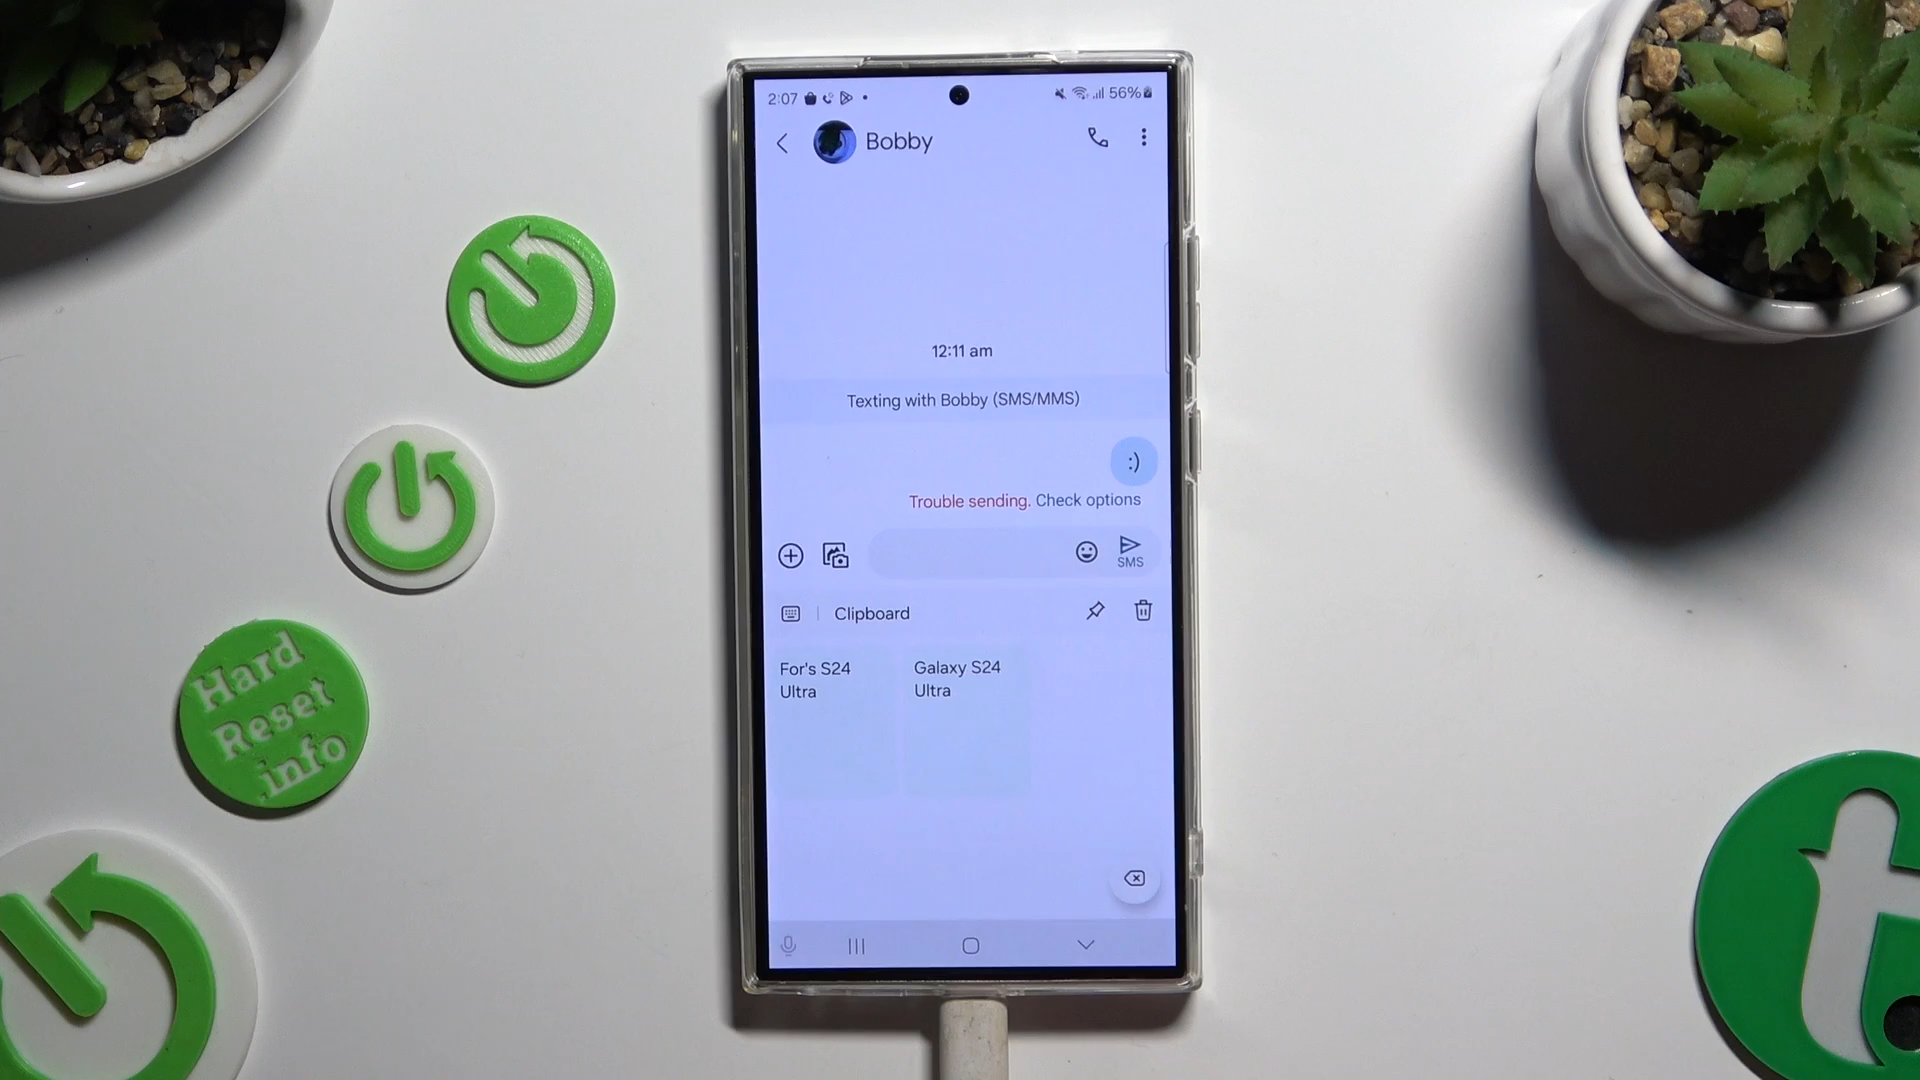 2:07
56%
Bobby
12:11 am
Texting with Bobby (SMS/MMS)
:)
Trouble sending. Check options
SMS
Clipboard
For's S24
Ultra
Galaxy S24
Ultra
Hard
Reset
.info